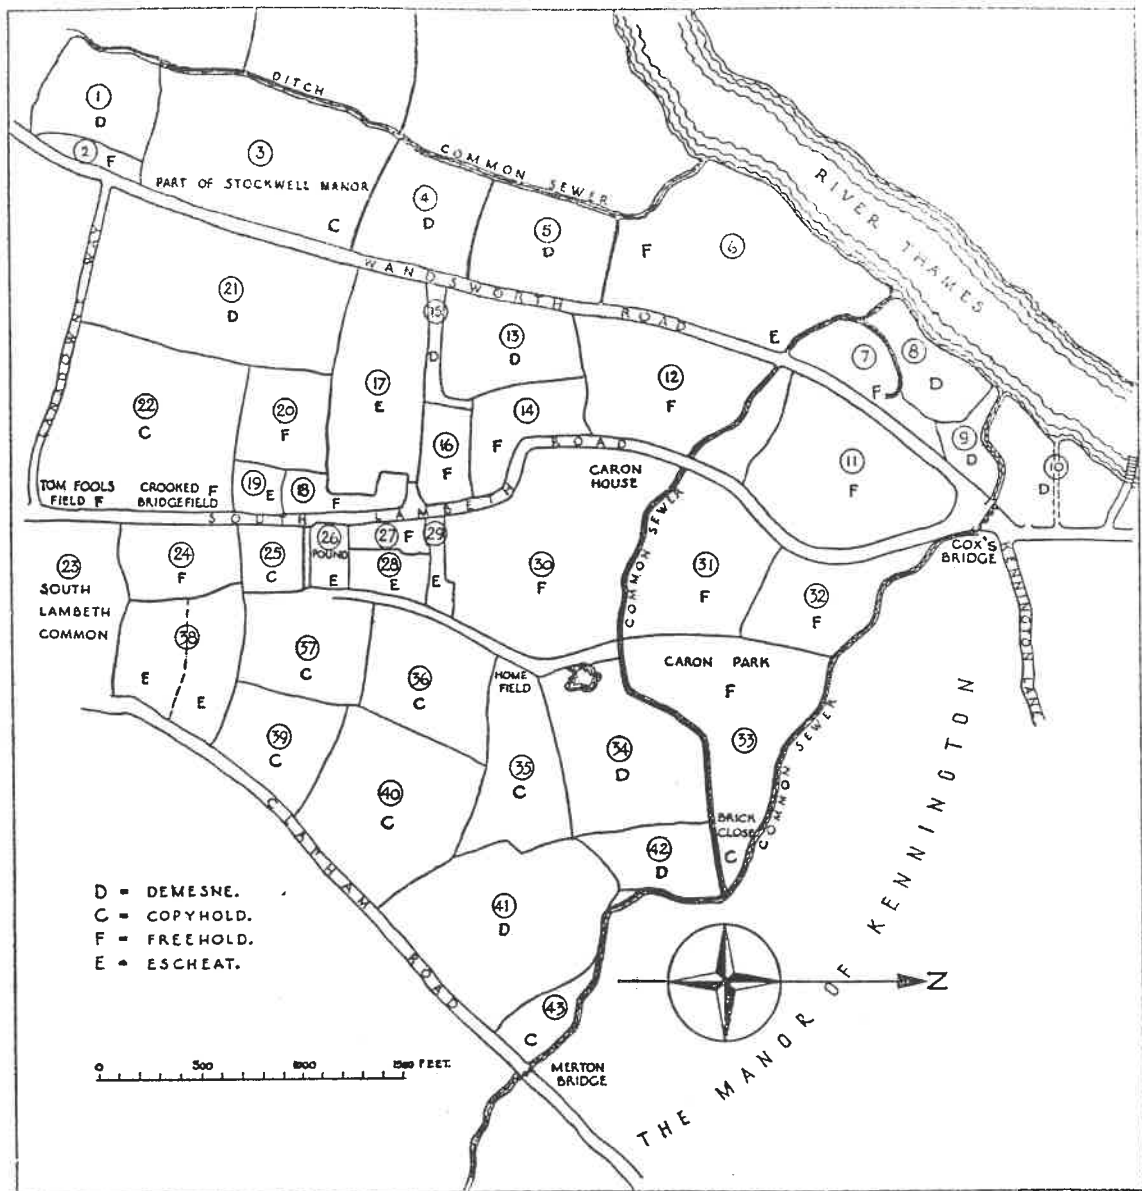 DITCH
COMMON SEWER
RIVER THAMES
1
D
2
F
3
PART OF STOCKWELL MANOR
C
4
D
5
D
F
6
WANDSWORTH ROAD
E
7
F
8
D
9
D
10
D
11
F
12
F
13
D
14
F
15
D
16
F
17
E
18
F
19
E
20
F
21
D
22
C
TOM FOOLS
FIELD F
CROOKED
BRIDGEFIELD
F
SOUTH LAMBETH ROAD
CARON
HOUSE
COMMON SEWER
COX'S
BRIDGE
KENNINGTON LANE
23
SOUTH
LAMBETH
COMMON
24
F
25
C
26
POUND
E
27
F
28
E
29
E
30
F
31
F
32
F
CARON PARK
F
33
COMMON SEWER
BRICK
CLOSE
C
HOME
FIELD
34
D
35
C
36
C
37
C
38
E
E
39
C
40
C
41
D
42
D
43
C
CLAPHAM ROAD
MERTON
BRIDGE
D = DEMESNE.
C = COPYHOLD.
F = FREEHOLD.
E = ESCHEAT.
N
THE MANOR OF KENNINGTON
0 500 1000 1500 FEET.